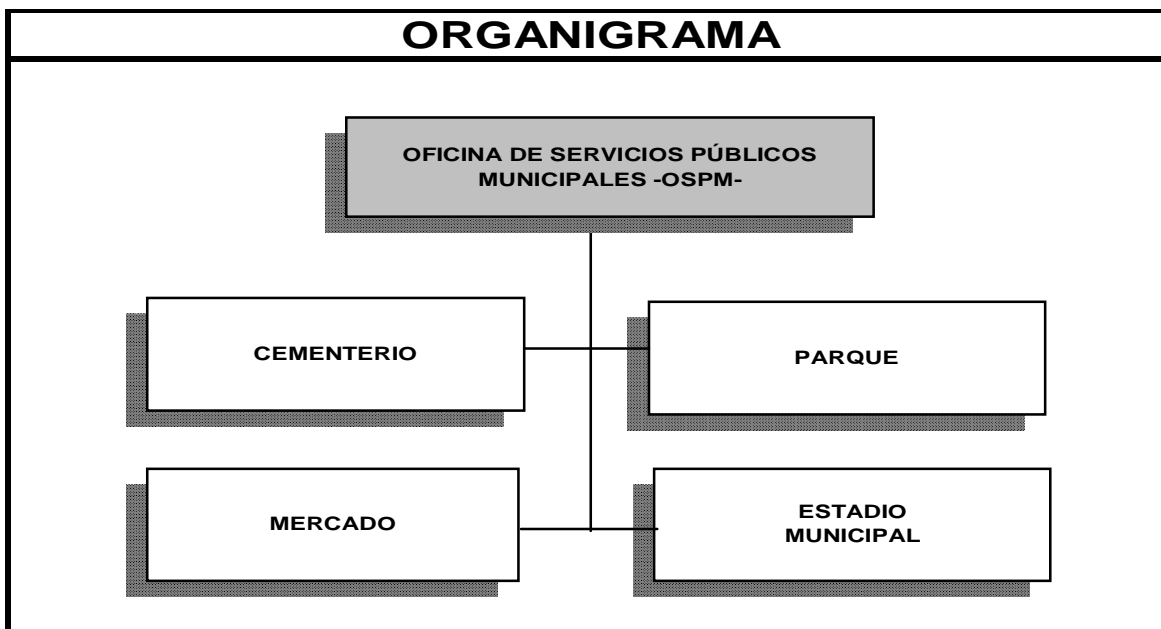 ORGANIGRAMA
OFICINA DE SERVICIOS PÚBLICOS
MUNICIPALES -OSPM-
CEMENTERIO
PARQUE
MERCADO
ESTADIO
MUNICIPAL